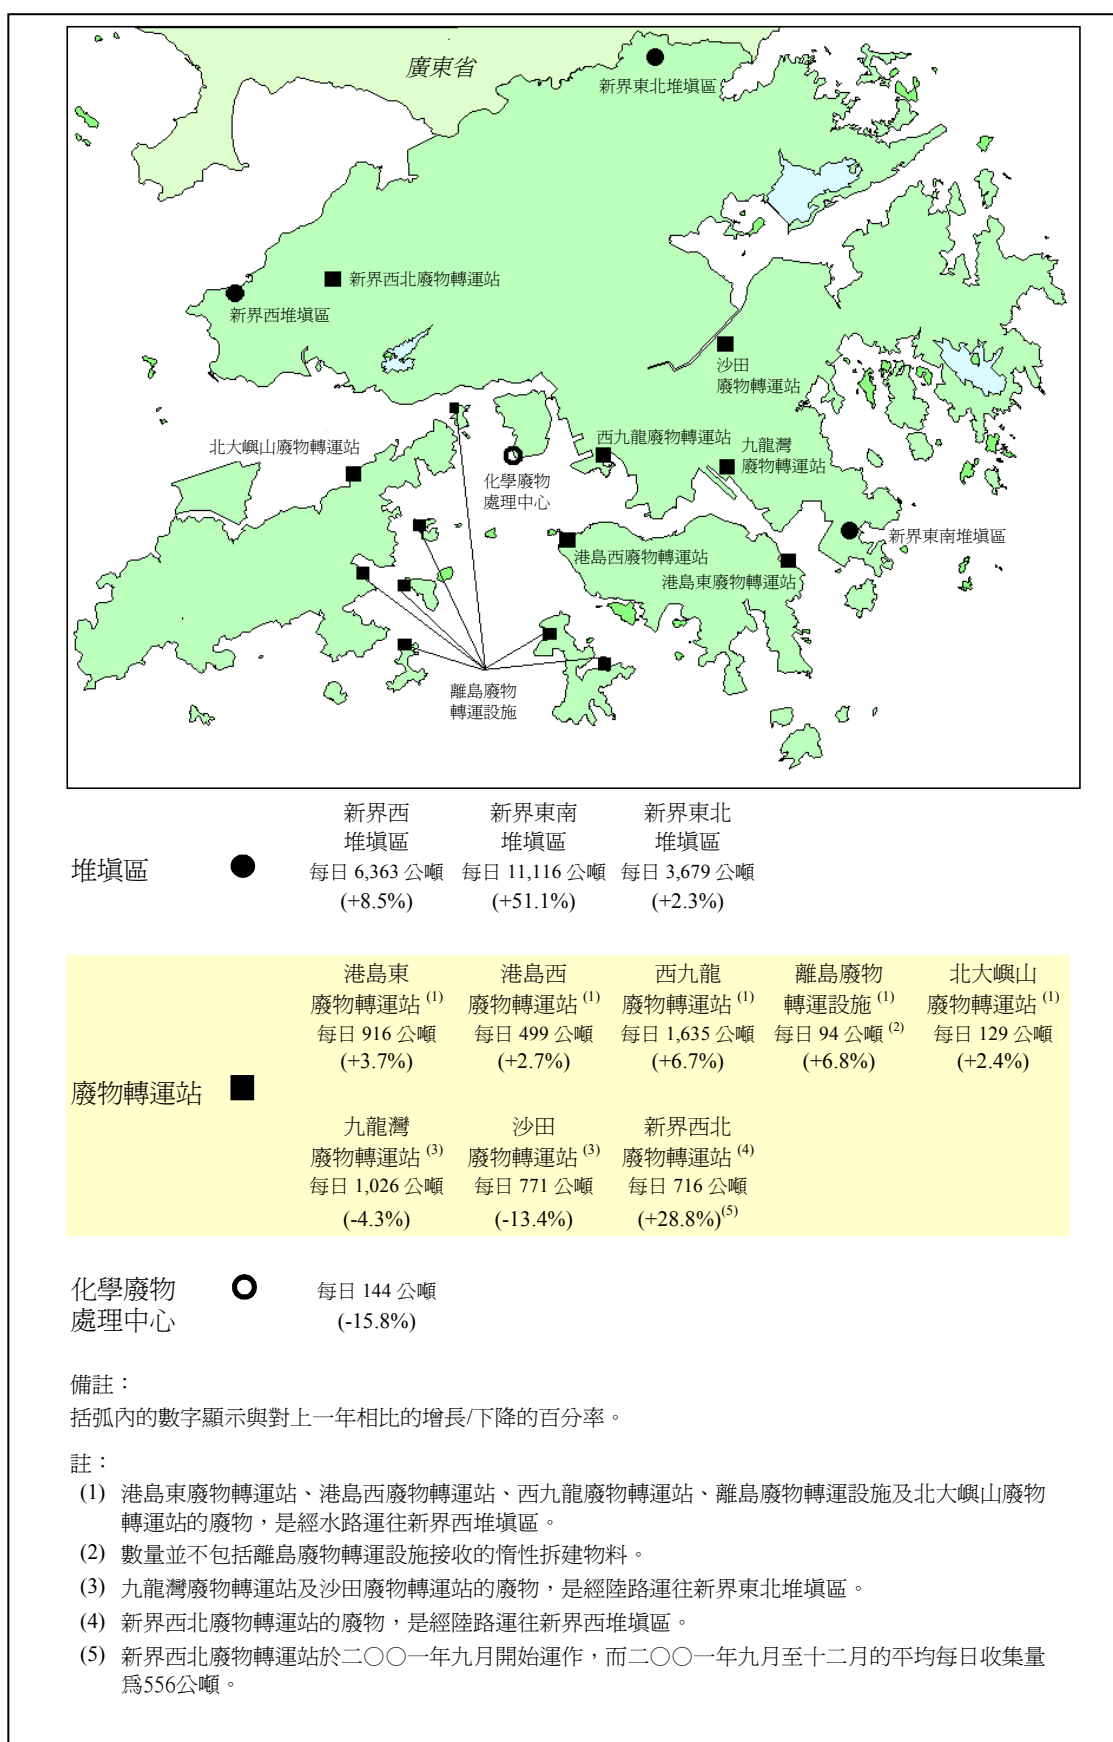 廣東省
新界東北堆塡區
新界西北廢物轉運站
新界西堆塡區
沙田
廢物轉運站
北大嶼山廢物轉運站
西九龍廢物轉運站
九龍灣
廢物轉運站
化學廢物
處理中心
新界東南堆塡區
港島西廢物轉運站
港島東廢物轉運站
離島廢物
轉運設施
新界西 新界東南 新界東北
堆塡區 堆塡區 堆塡區
堆塡區 每日 6,363 公噸 每日 11,116 公噸 每日 3,679 公噸
(+8.5%) (+51.1%) (+2.3%)
港島東 港島西 西九龍 離島廢物 北大嶼山
廢物轉運站 (1) 廢物轉運站 (1) 廢物轉運站 (1) 轉運設施 (1) 廢物轉運站 (1)
每日 916 公噸 每日 499 公噸 每日 1,635 公噸 每日 94 公噸 (2) 每日 129 公噸
(+3.7%) (+2.7%) (+6.7%) (+6.8%) (+2.4%)
廢物轉運站
九龍灣 沙田 新界西北
廢物轉運站 (3) 廢物轉運站 (3) 廢物轉運站 (4)
每日 1,026 公噸 每日 771 公噸 每日 716 公噸
(-4.3%) (-13.4%) (+28.8%)(5)
化學廢物 每日 144 公噸
處理中心 (-15.8%)
備註：
括弧內的數字顯示與對上一年相比的增長/下降的百分率。
註：
(1) 港島東廢物轉運站、港島西廢物轉運站、西九龍廢物轉運站、離島廢物轉運設施及北大嶼山廢物
轉運站的廢物，是經水路運往新界西堆塡區。
(2) 數量並不包括離島廢物轉運設施接收的惰性拆建物料。
(3) 九龍灣廢物轉運站及沙田廢物轉運站的廢物，是經陸路運往新界東北堆塡區。
(4) 新界西北廢物轉運站的廢物，是經陸路運往新界西堆塡區。
(5) 新界西北廢物轉運站於二○○一年九月開始運作，而二○○一年九月至十二月的平均每日收集量
爲556公噸。